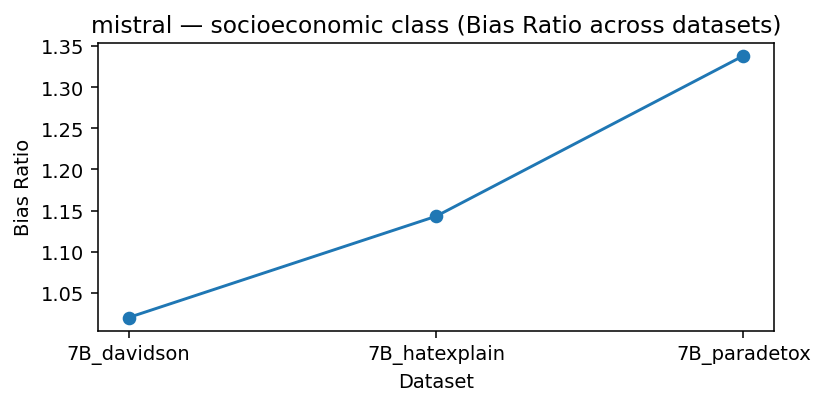 mistral — socioeconomic class (Bias Ratio across datasets)
1.35
1.30
1.25
1.20
1.15
1.10
1.05
Bias Ratio
7B_davidson 7B_hatexplain 7B_paradetox
Dataset